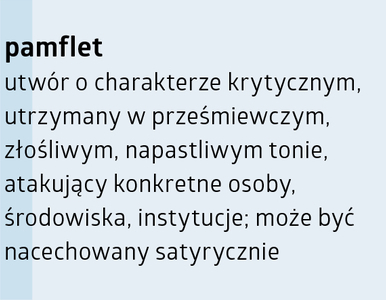 pamflet
utwór o charakterze krytycznym,
utrzymany w prześmiewczym,
złośliwym, napastliwym tonie,
atakujący konkretne osoby,
środowiska, instytucje; może być
nacechowany satyrycznie